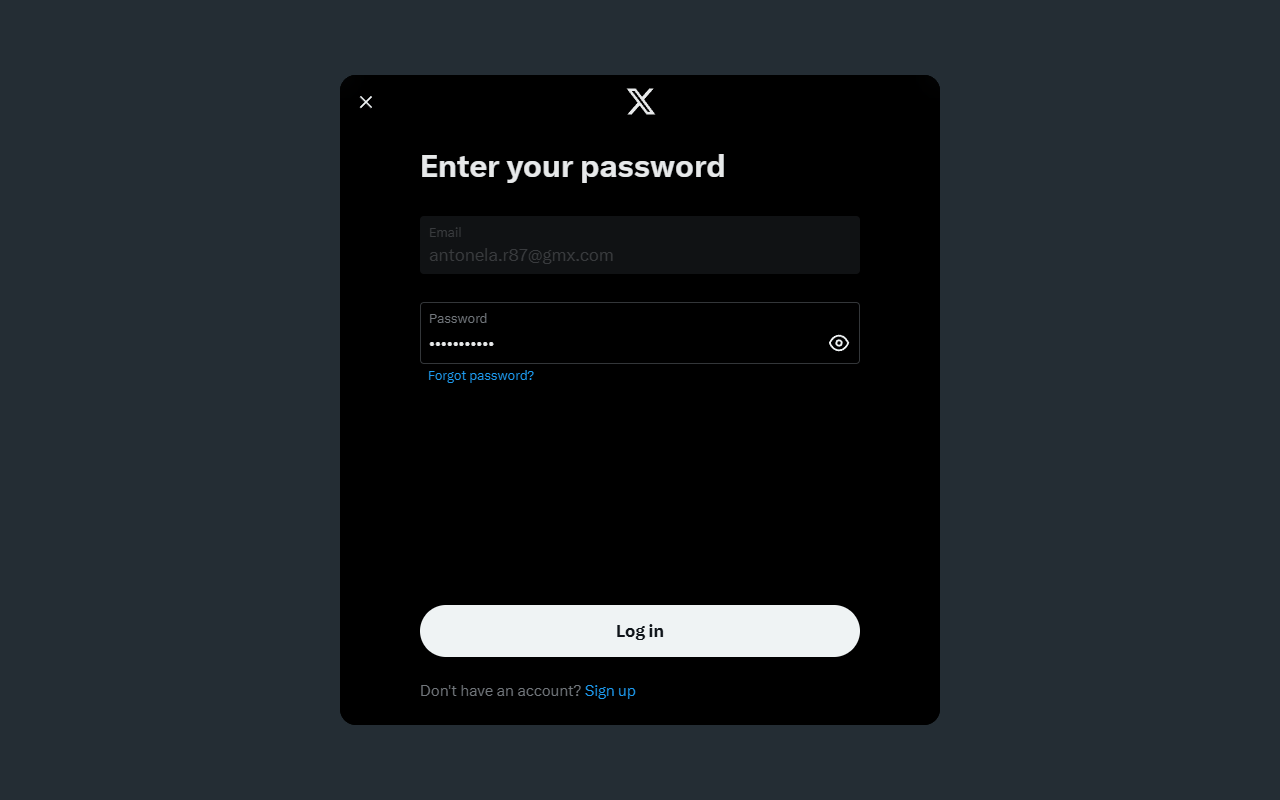 Enter your password
Email
antonela.r87@gmx.com
Password
•••••••••••
Forgot password?
Log in
Don't have an account? Sign up